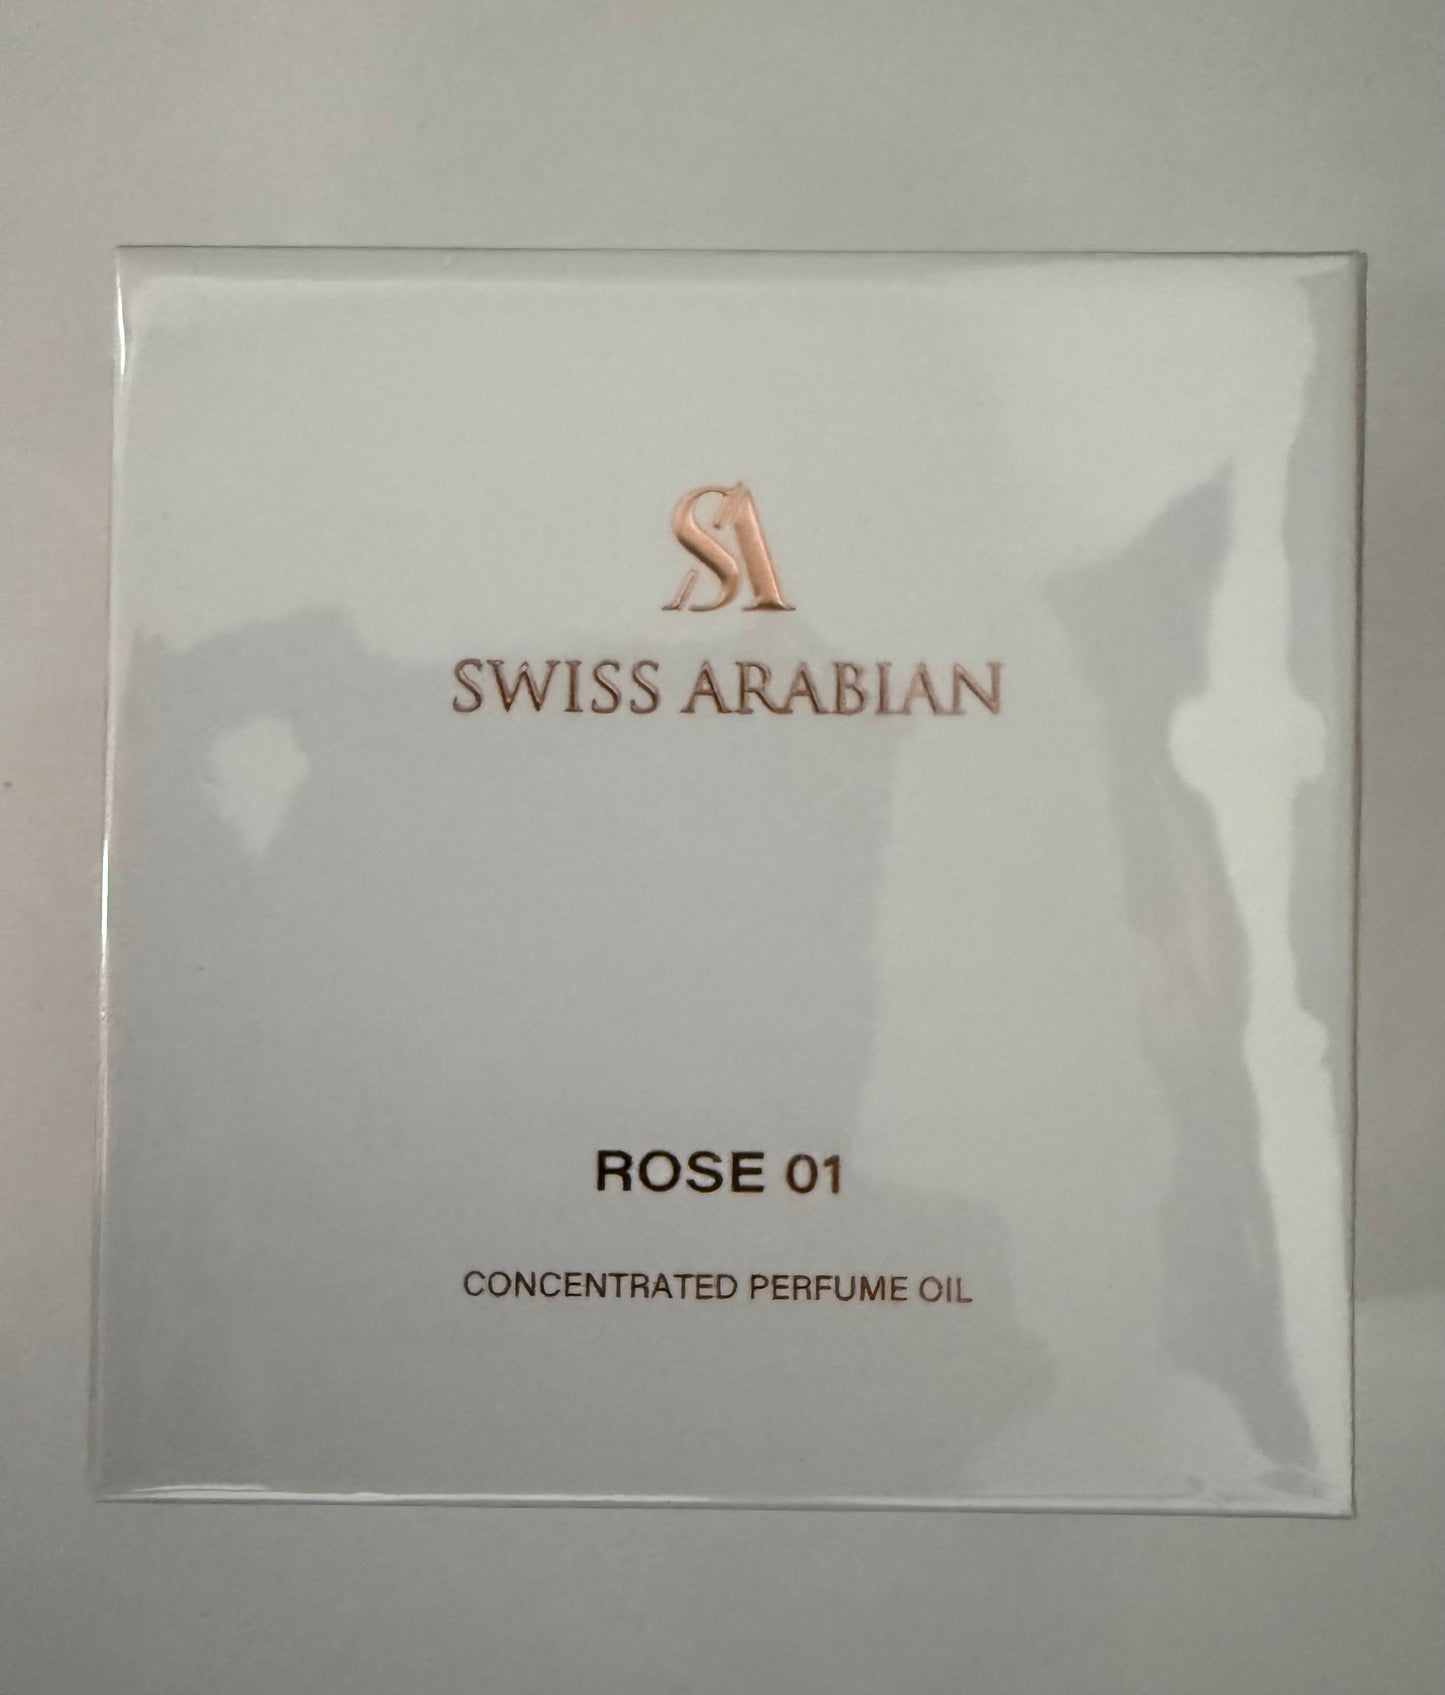 SA
SWISS ARABIAN
ROSE 01
CONCENTRATED PERFUME OIL